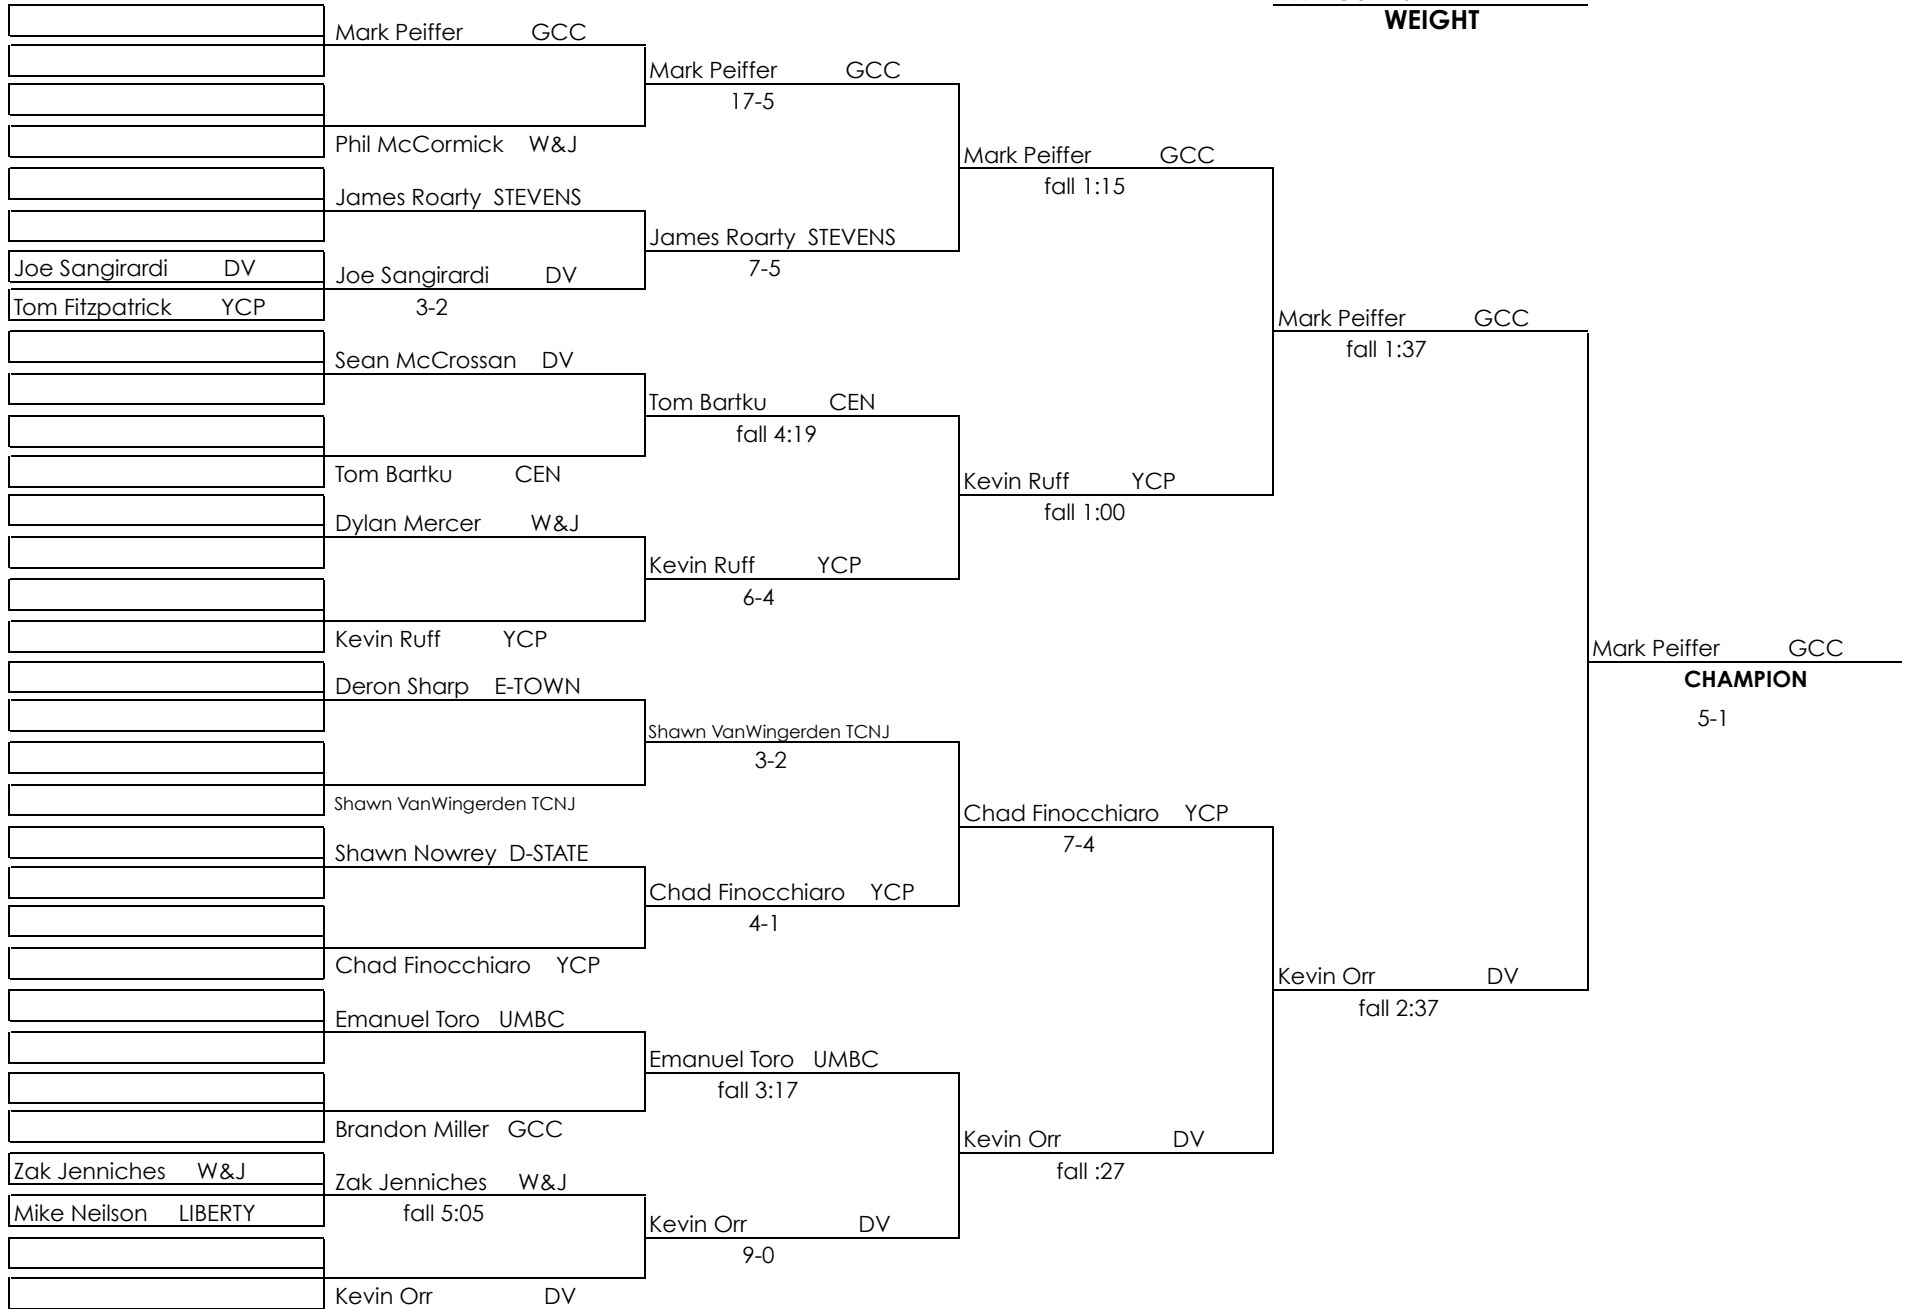 WEIGHT
Mark Peiffer GCC
Mark Peiffer GCC
17-5
Phil McCormick W&J
Mark Peiffer GCC
fall 1:15
James Roarty STEVENS
James Roarty STEVENS
7-5
Joe Sangirardi DV
Joe Sangirardi DV
Tom Fitzpatrick YCP
3-2
Mark Peiffer GCC
fall 1:37
Sean McCrossan DV
Tom Bartku CEN
fall 4:19
Tom Bartku CEN
Kevin Ruff YCP
fall 1:00
Dylan Mercer W&J
Kevin Ruff YCP
6-4
Kevin Ruff YCP
Mark Peiffer GCC
CHAMPION
5-1
Deron Sharp E-TOWN
Shawn VanWingerden TCNJ
3-2
Shawn VanWingerden TCNJ
Chad Finocchiaro YCP
7-4
Shawn Nowrey D-STATE
Chad Finocchiaro YCP
4-1
Chad Finocchiaro YCP
Kevin Orr DV
fall 2:37
Emanuel Toro UMBC
Emanuel Toro UMBC
fall 3:17
Brandon Miller GCC
Kevin Orr DV
fall :27
Zak Jenniches W&J
Zak Jenniches W&J
Mike Neilson LIBERTY
fall 5:05
Kevin Orr DV
9-0
Kevin Orr DV